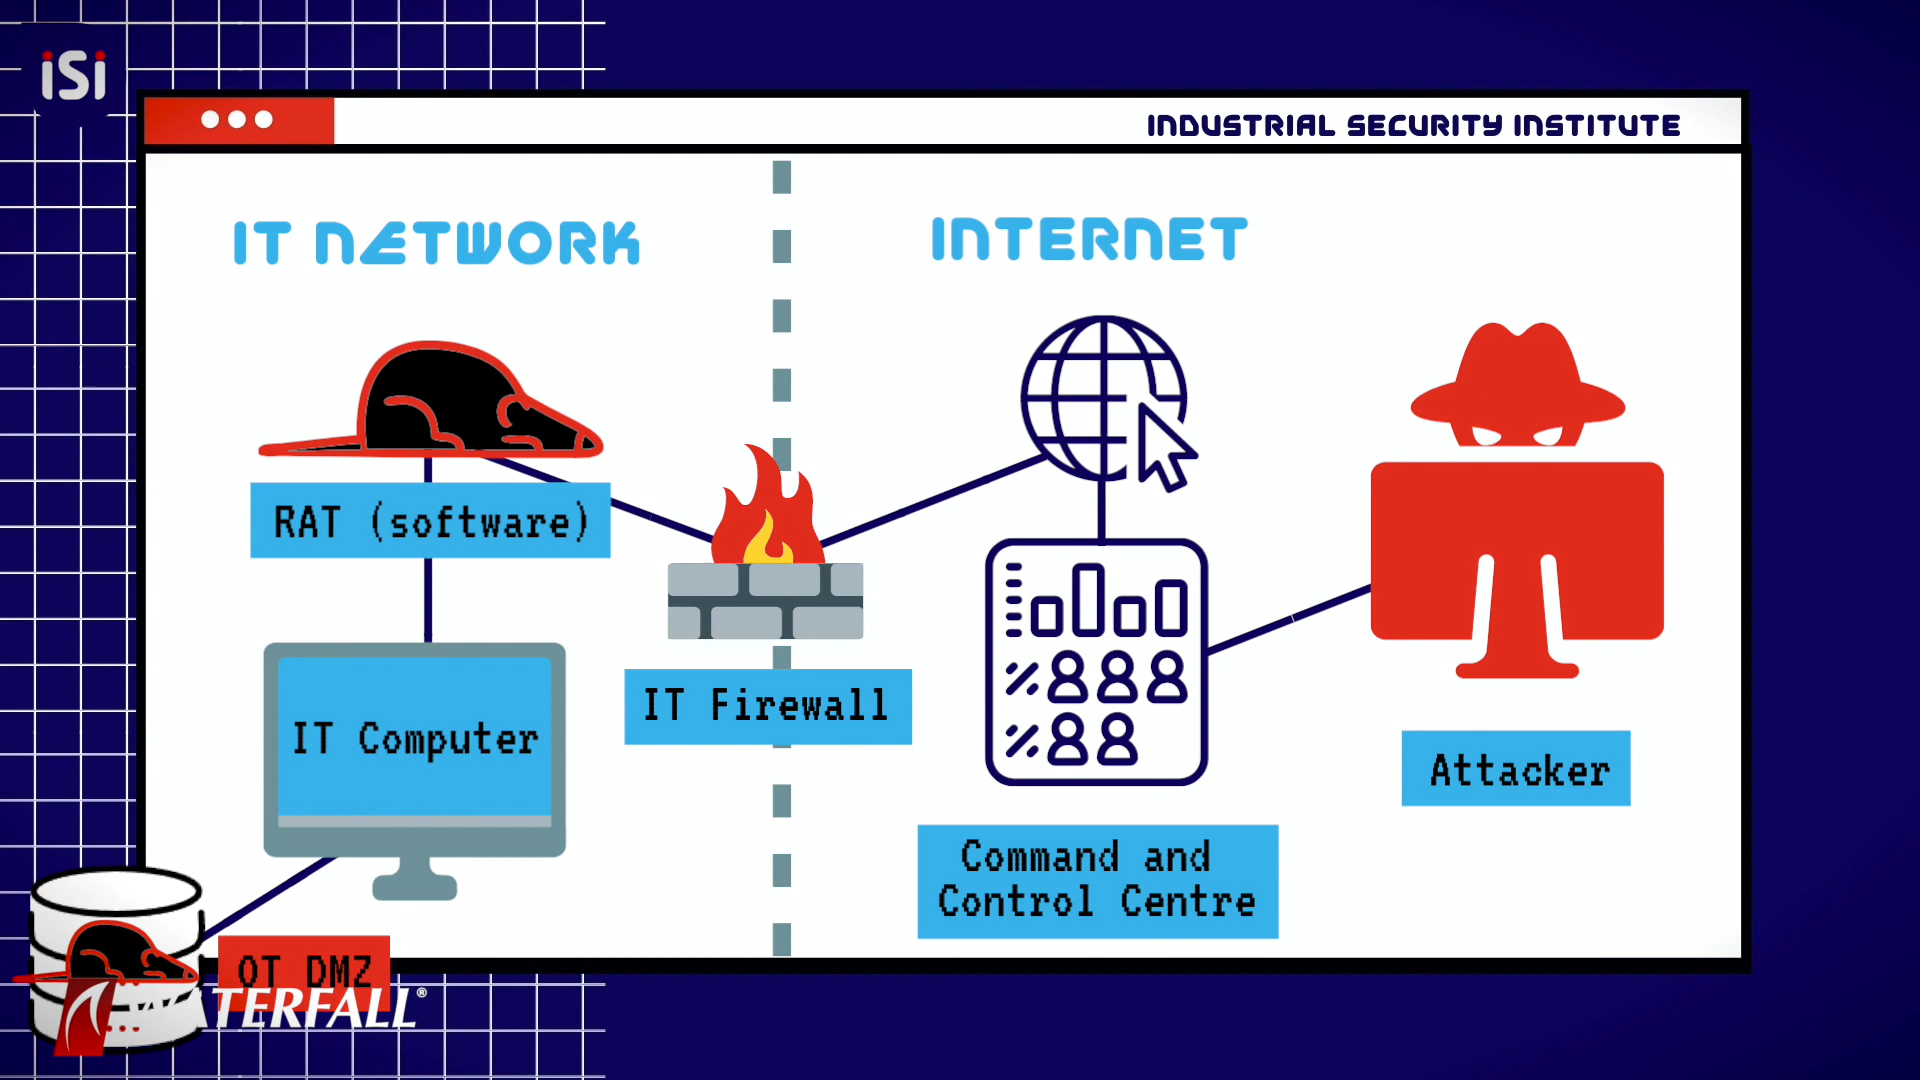 iSi
INDUSTRIAL SECURITY INSTITUTE
IT NETWORK
INTERNET
RAT (software)
IT Firewall
IT Computer
Attacker
Command and
Control Centre
OT DMZ
WATERFALL®